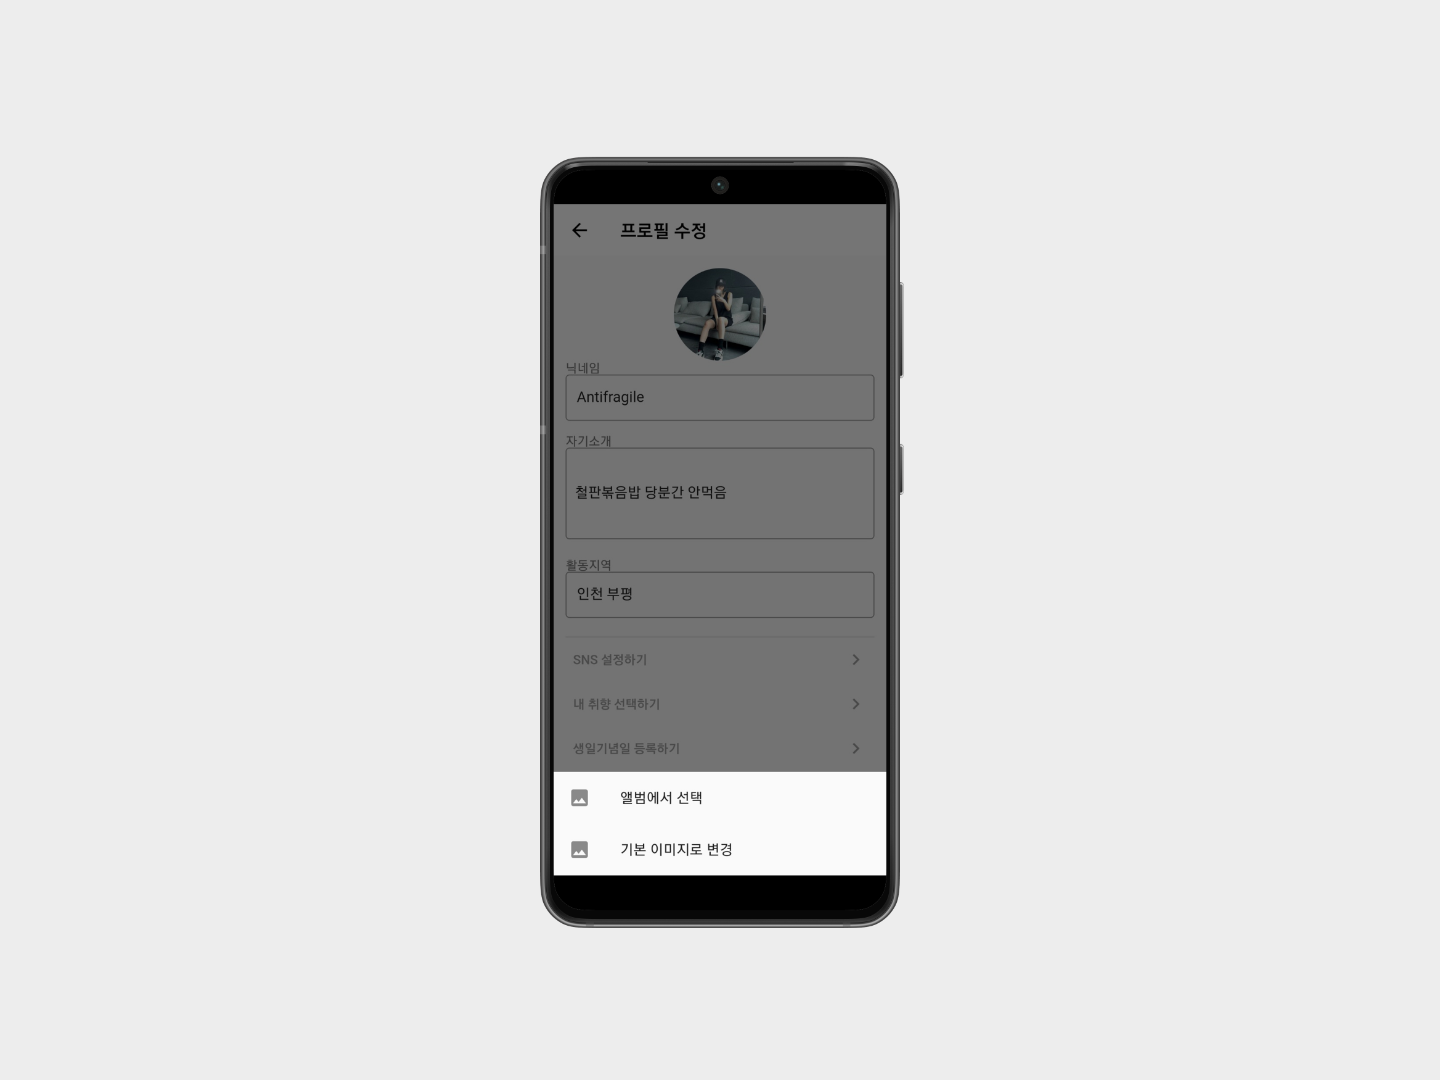 프로필 수정
닉네임
Antifragile
자기소개
철판볶음밥 당분간 안먹음
활동지역
인천 부평
SNS 설정하기
내 취향 선택하기
생일기념일 등록하기
앨범에서 선택
기본 이미지로 변경